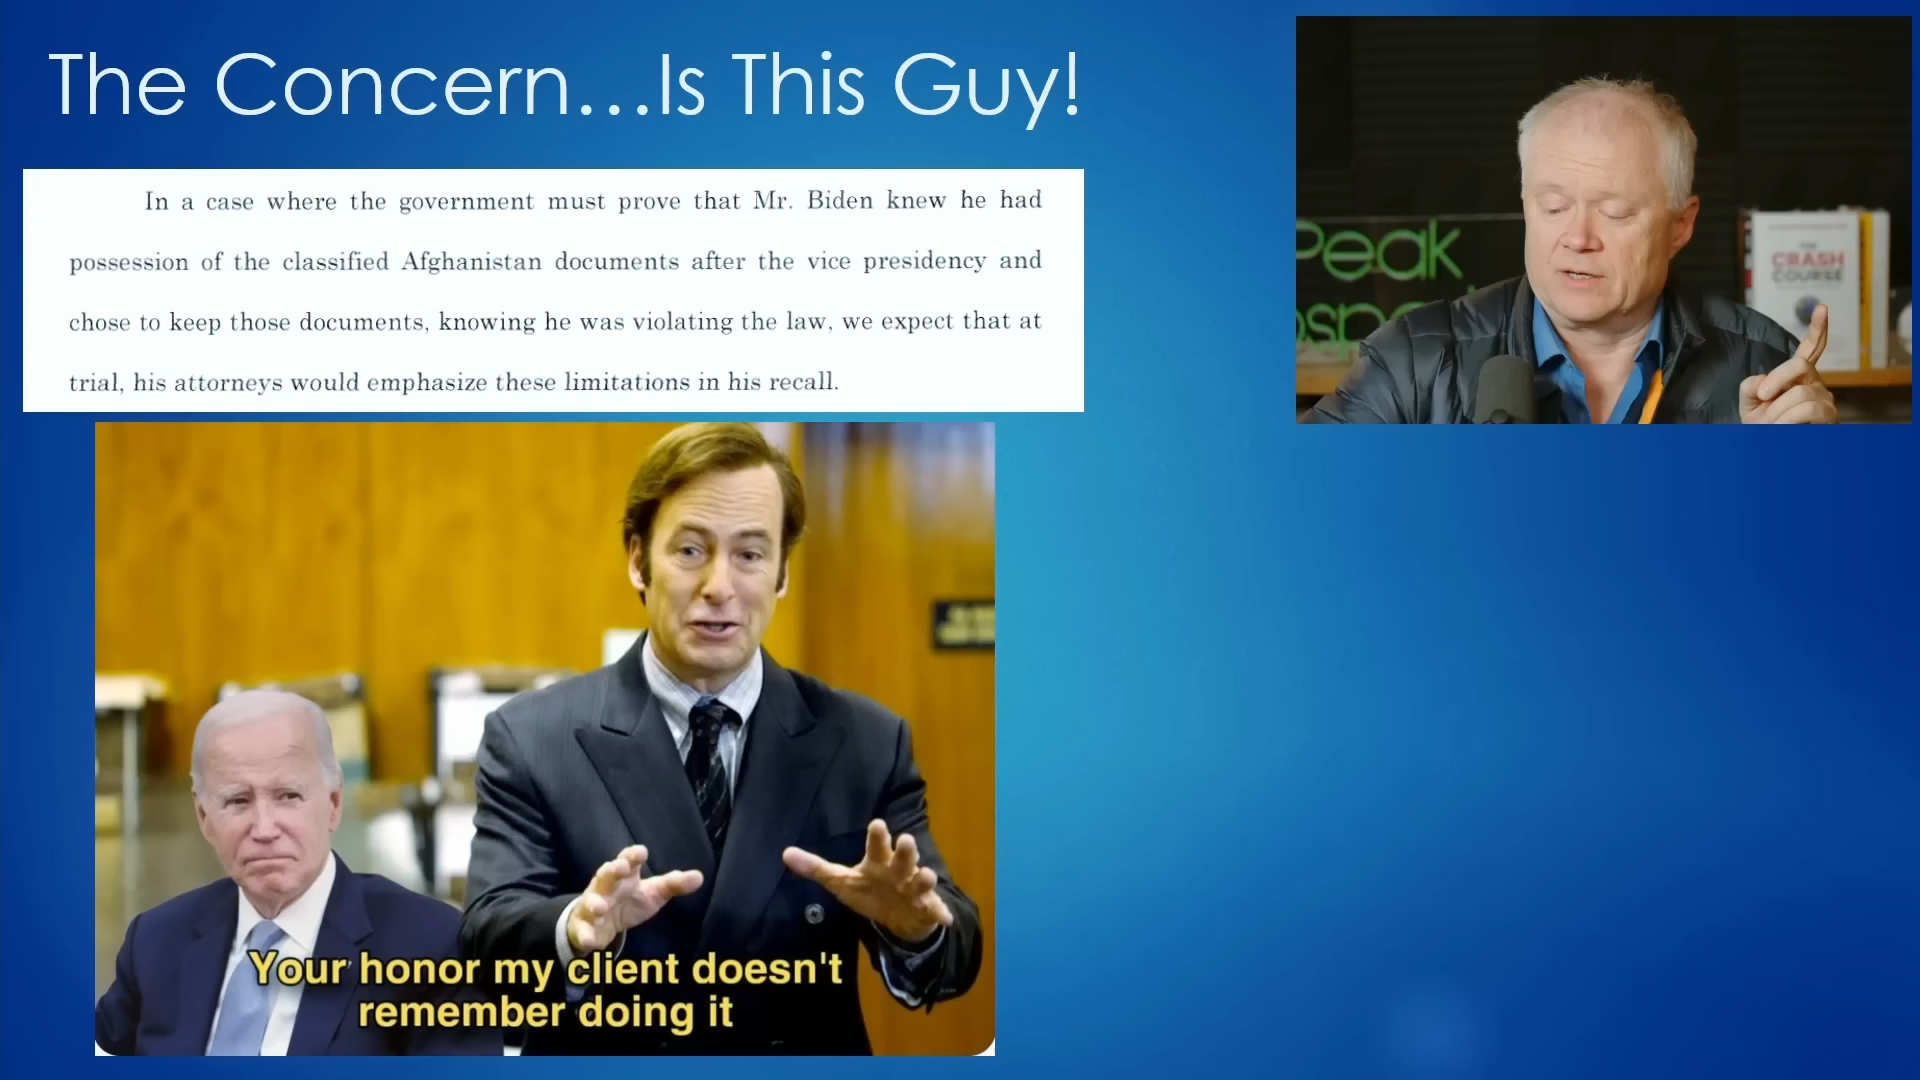 The Concern...Is This Guy!
In a case where the government must prove that Mr. Biden knew he had
possession of the classified Afghanistan documents after the vice presidency and
chose to keep those documents, knowing he was violating the law, we expect that at
trial, his attorneys would emphasize these limitations in his recall.
Peak
CRASH
COURSE
Your honor my client doesn't
remember doing it